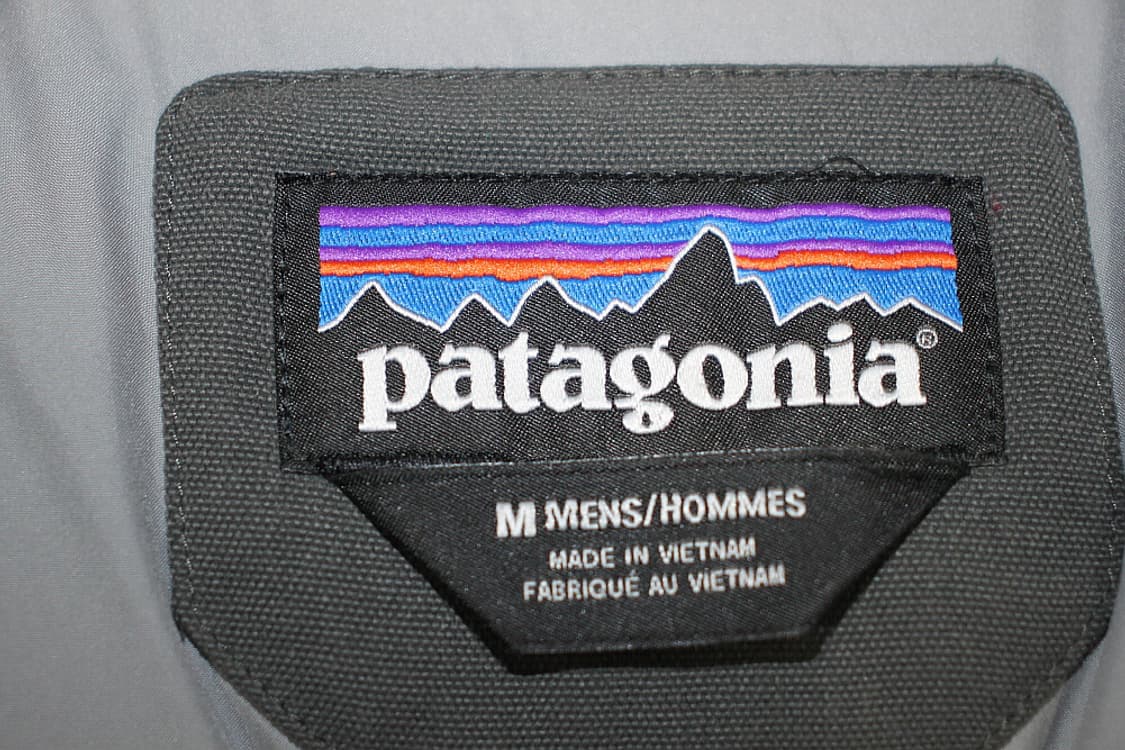 patagonia®
M MENS/HOMMES
MADE IN VIETNAM
FABRIQUÉ AU VIETNAM